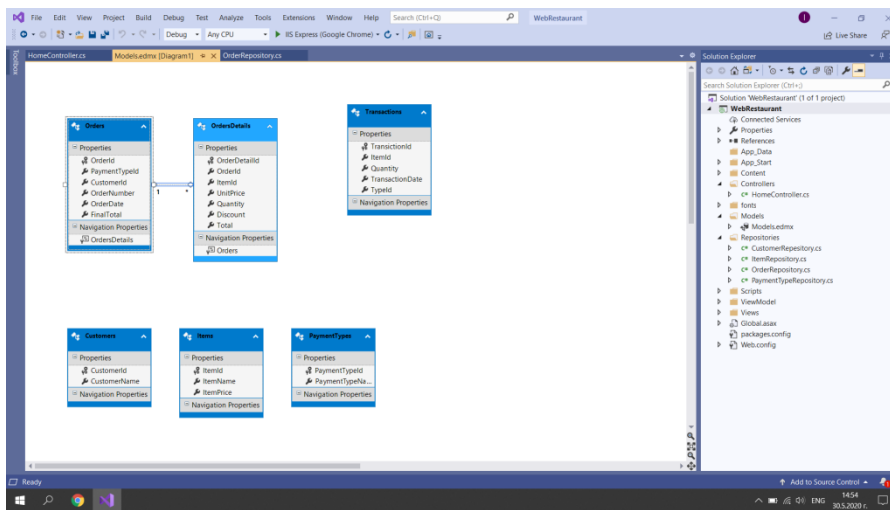 File Edit View Project Build Debug Test Analyze Tools Extensions Window Help Search (Ctrl+Q) WebRestaurant
Debug Any CPU IIS Express (Google Chrome) Live Share
Toolbox
HomeController.cs Models.edmx [Diagram1] OrderRepository.cs
Orders
Properties
OrderId
PaymentTypeId
CustomerId
OrderNumber
OrderDate
FinalTotal
Navigation Properties
OrdersDetails
1 *
OrdersDetails
Properties
OrderDetailId
OrderId
ItemId
UnitPrice
Quantity
Discount
Total
Navigation Properties
Orders
Transactions
Properties
TransictionId
ItemId
Quantity
TransactionDate
TypeId
Navigation Properties
Customers
Properties
CustomerId
CustomerName
Navigation Properties
Items
Properties
ItemId
ItemName
ItemPrice
Navigation Properties
PaymentTypes
Properties
PaymentTypeId
PaymentTypeNa...
Navigation Properties
Solution Explorer
Search Solution Explorer (Ctrl+;)
Solution 'WebRestaurant' (1 of 1 project)
WebRestaurant
Connected Services
Properties
References
App_Data
App_Start
Content
Controllers
C# HomeController.cs
fonts
Models
Models.edmx
Repositories
C# CustomerRepesitory.cs
C# ItemRepository.cs
C# OrderRepository.cs
C# PaymentTypeRepository.cs
Scripts
ViewModel
Views
Global.asax
packages.config
Web.config
Ready Add to Source Control
ENG 14:54
30.5.2020 г.